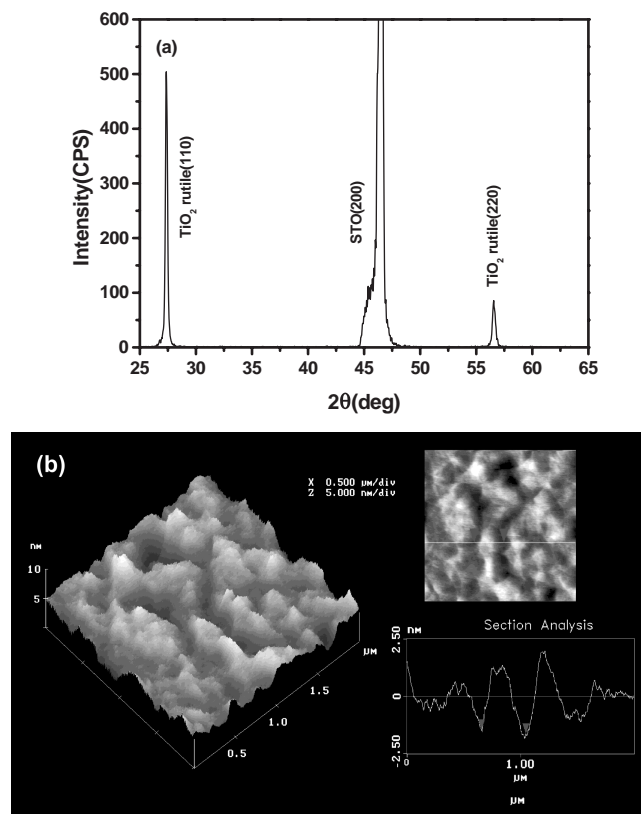 (a)
600
500
400
300
200
100
0
Intensity(CPS)
TiO₂ rutile(110)
STO(200)
TiO₂ rutile(220)
25 30 35 40 45 50 55 60 65
2θ(deg)
(b)
X 0.500 µm/div
Z 5.000 nm/div
nm
10
5
0.5
1.0
1.5
µm
Section Analysis
2.50 nm
0
-2.50
0 1.00
µm
µm